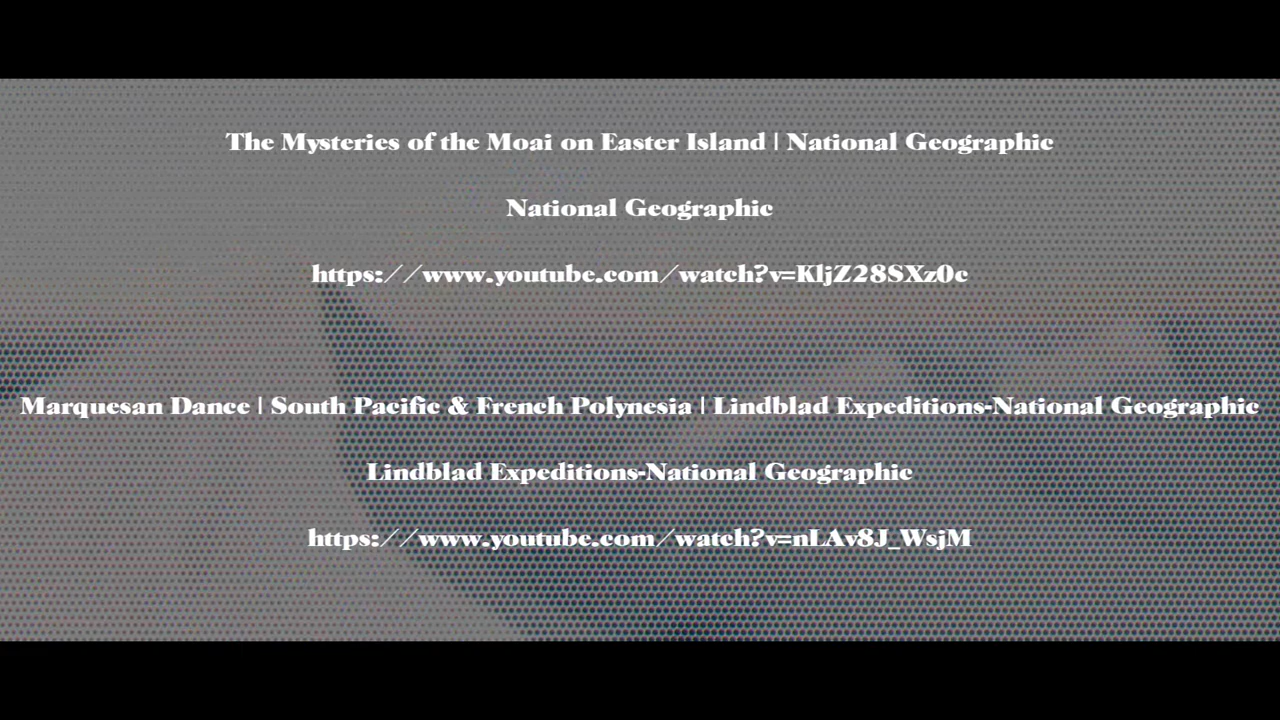 The Mysteries of the Moai on Easter Island | National Geographic
National Geographic
https://www.youtube.com/watch?v=KljZ28SXz0c
Marquesan Dance | South Pacific & French Polynesia | Lindblad Expeditions-National Geographic
Lindblad Expeditions-National Geographic
https://www.youtube.com/watch?v=nLAv8J_WsjM